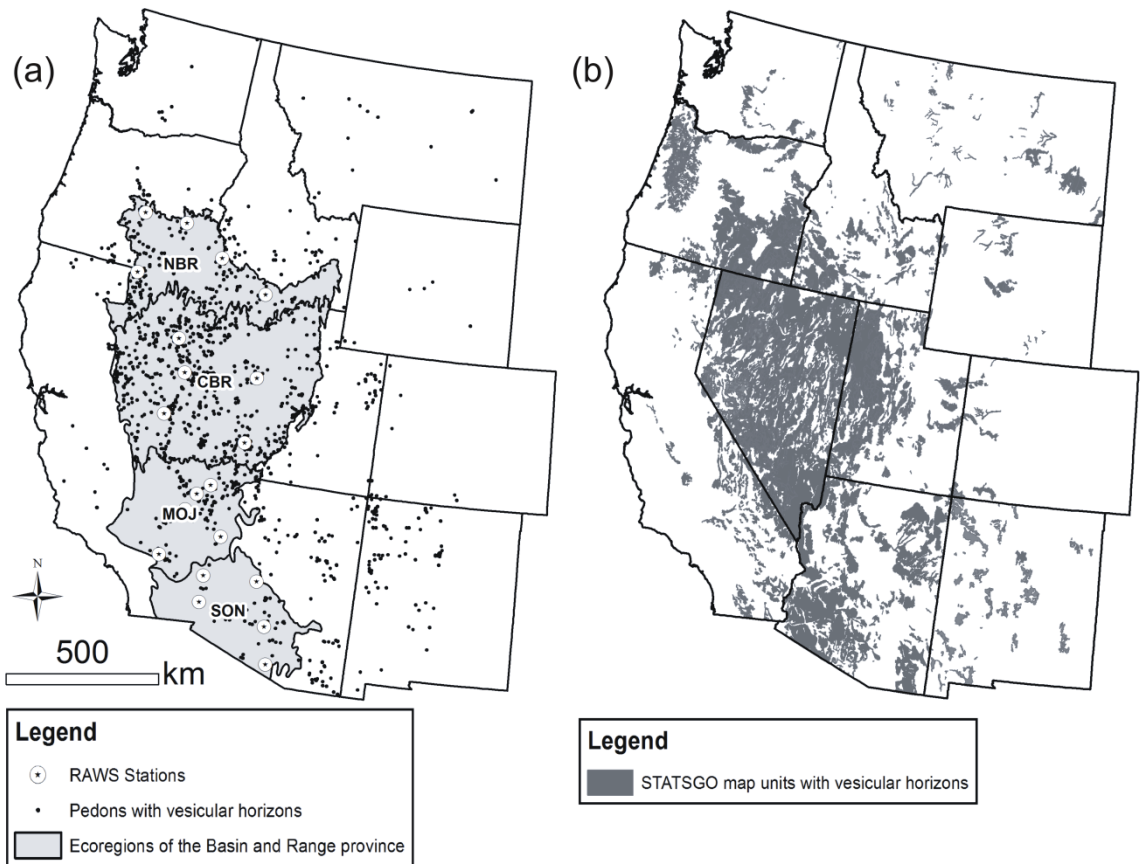 (a)
NBR
CBR
MOJ
SON
N
500
km
Legend
RAWS Stations
Pedons with vesicular horizons
Ecoregions of the Basin and Range province
(b)
Legend
STATSGO map units with vesicular horizons